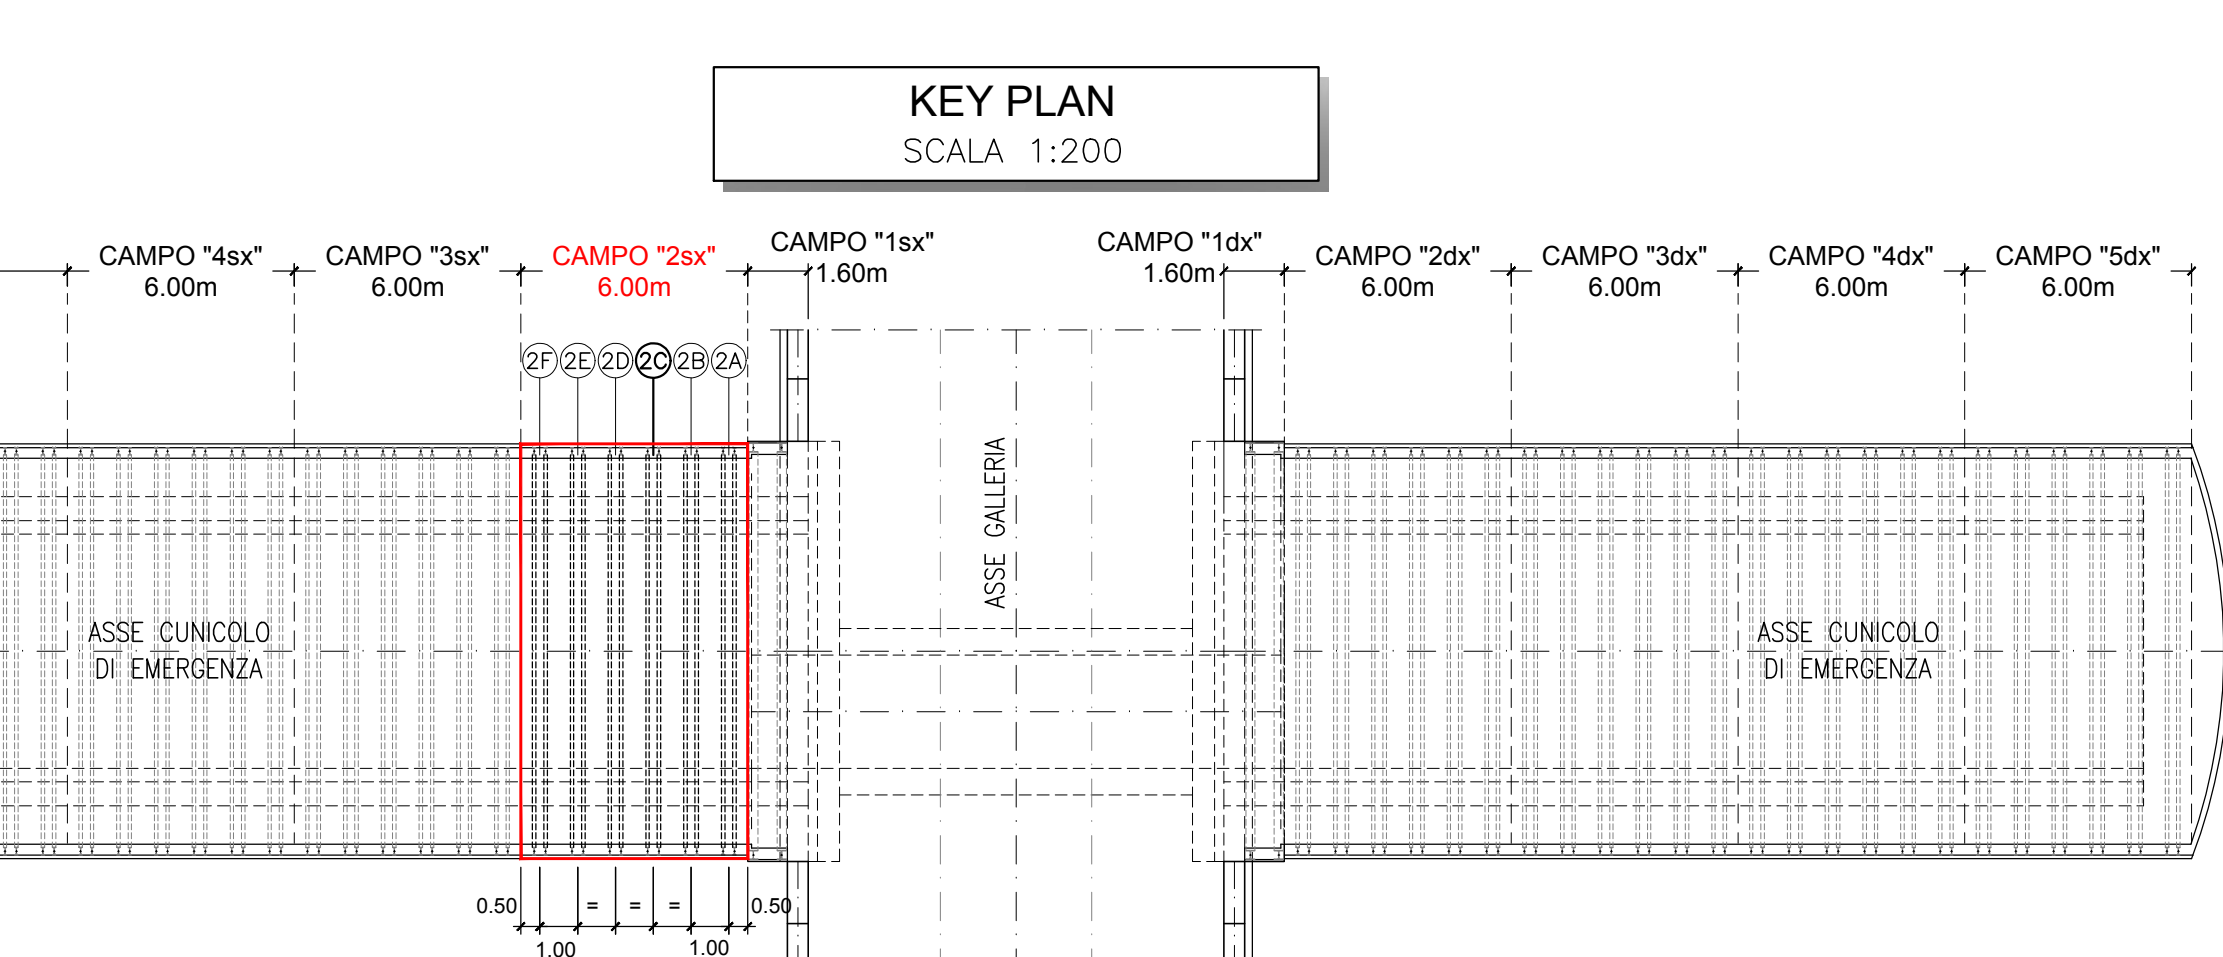 KEY PLAN
SCALA 1:200
CAMPO "4sx"
6.00m
CAMPO "3sx"
6.00m
CAMPO "2sx"
6.00m
CAMPO "1sx"
1.60m
CAMPO "1dx"
1.60m
CAMPO "2dx"
6.00m
CAMPO "3dx"
6.00m
CAMPO "4dx"
6.00m
CAMPO "5dx"
6.00m
2F 2E 2D 2C 2B 2A
ASSE GALLERIA
ASSE CUNICOLO
DI EMERGENZA
ASSE CUNICOLO
DI EMERGENZA
0.50 = = = 0.50
1.00 1.00